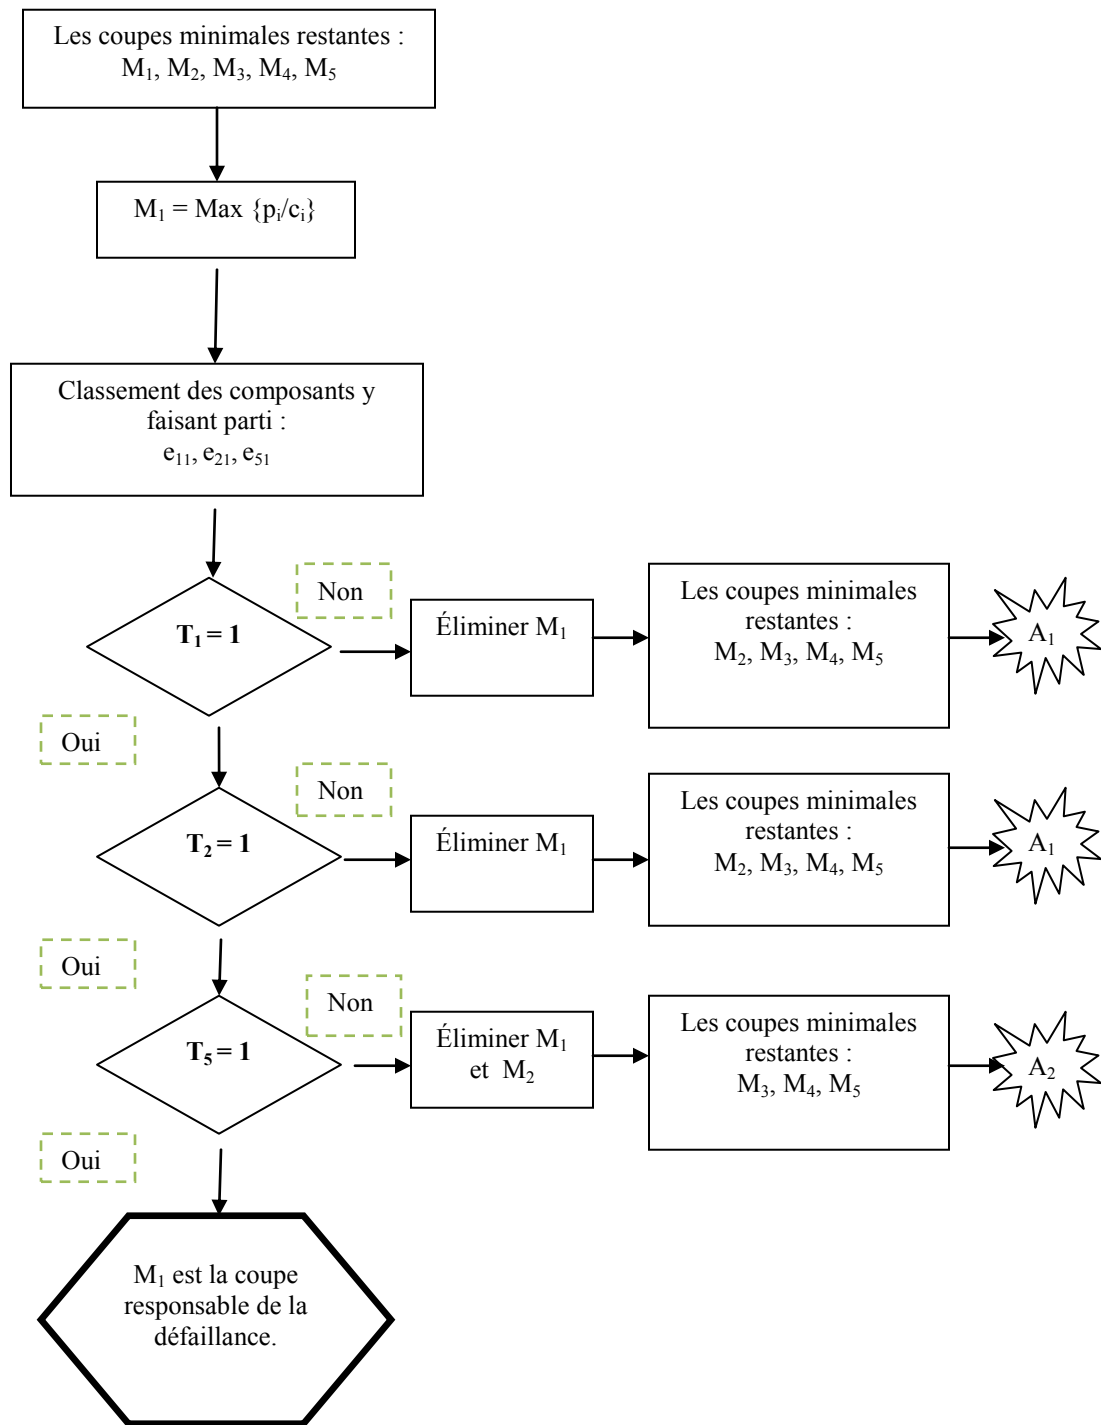 Les coupes minimales restantes :
M₁, M₂, M₃, M₄, M₅
M₁ = Max {pᵢ/cᵢ}
Classement des composants y
faisant parti :
e₁₁, e₂₁, e₅₁
T₁ = 1
Non
Éliminer M₁
Les coupes minimales
restantes :
M₂, M₃, M₄, M₅
A₁
Oui
T₂ = 1
Non
Éliminer M₁
Les coupes minimales
restantes :
M₂, M₃, M₄, M₅
A₁
Oui
T₅ = 1
Non
Éliminer M₁
et M₂
Les coupes minimales
restantes :
M₃, M₄, M₅
A₂
Oui
M₁ est la coupe
responsable de la
défaillance.